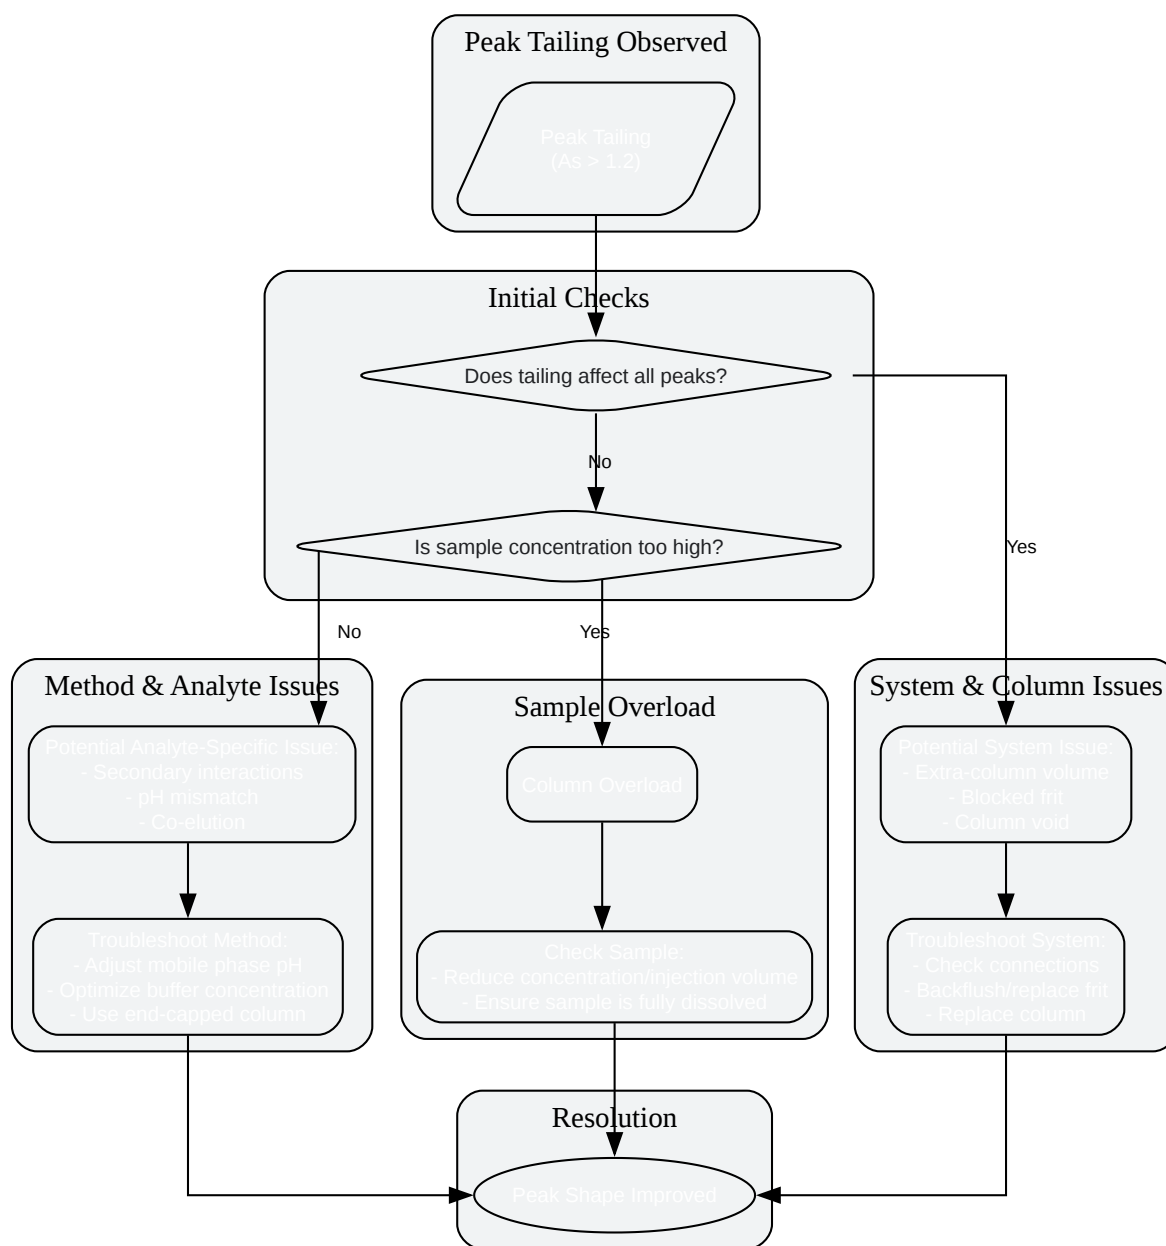 Peak Tailing Observed
Peak Tailing
(As > 1.2)
Initial Checks
Does tailing affect all peaks?
No
Is sample concentration too high?
Yes
No
Yes
Method & Analyte Issues
Potential Analyte-Specific Issue:
- Secondary interactions
- pH mismatch
- Co-elution
Troubleshoot Method:
- Adjust mobile phase pH
- Optimize buffer concentration
- Use end-capped column
Sample Overload
Column Overload
Check Sample:
- Reduce concentration/injection volume
- Ensure sample is fully dissolved
System & Column Issues
Potential System Issue:
- Extra-column volume
- Blocked frit
- Column void
Troubleshoot System:
- Check connections
- Backflush/replace frit
- Replace column
Resolution
Peak Shape Improved